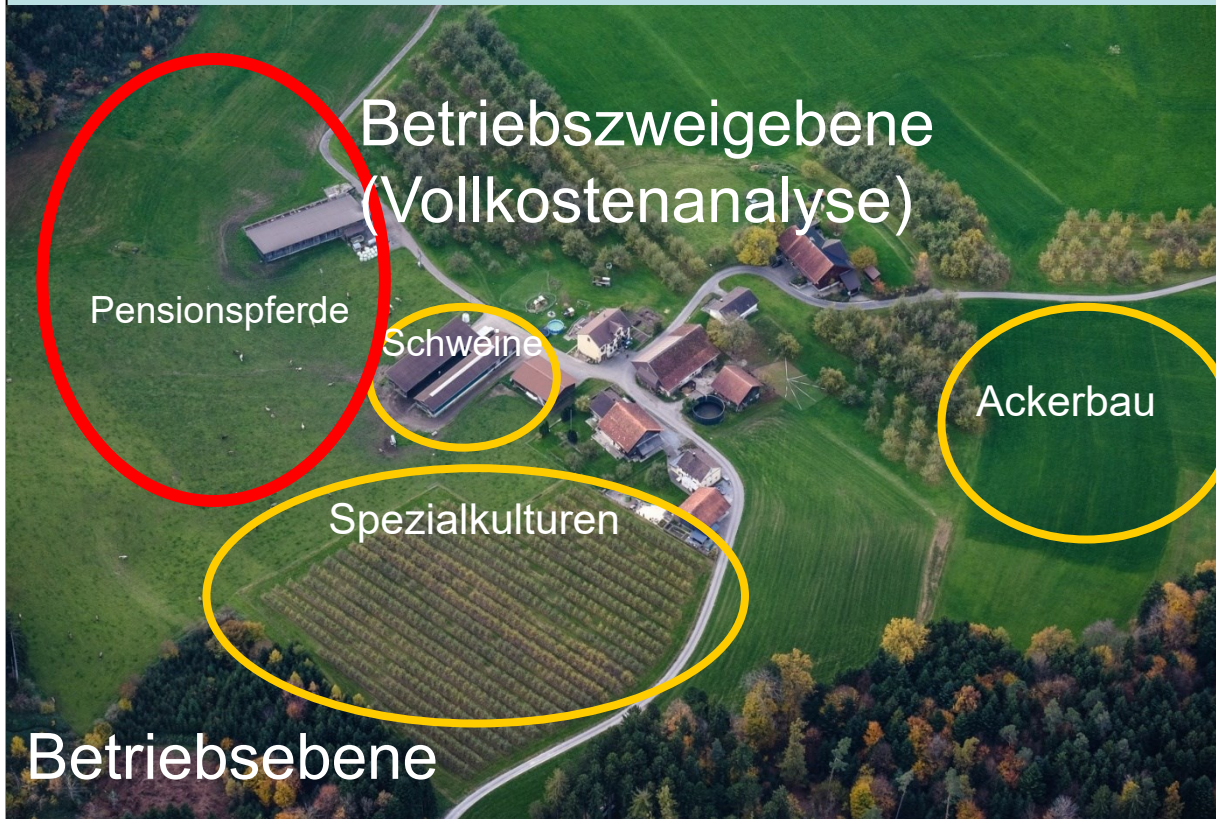 Betriebszweigebene
(Vollkostenanalyse)
Pensionspferde
Schweine
Ackerbau
Spezialkulturen
Betriebsebene